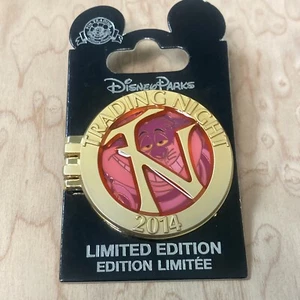 Disney Parks
TRADING NIGHT
N
2014
LIMITED EDITION
EDITION LIMITÉE